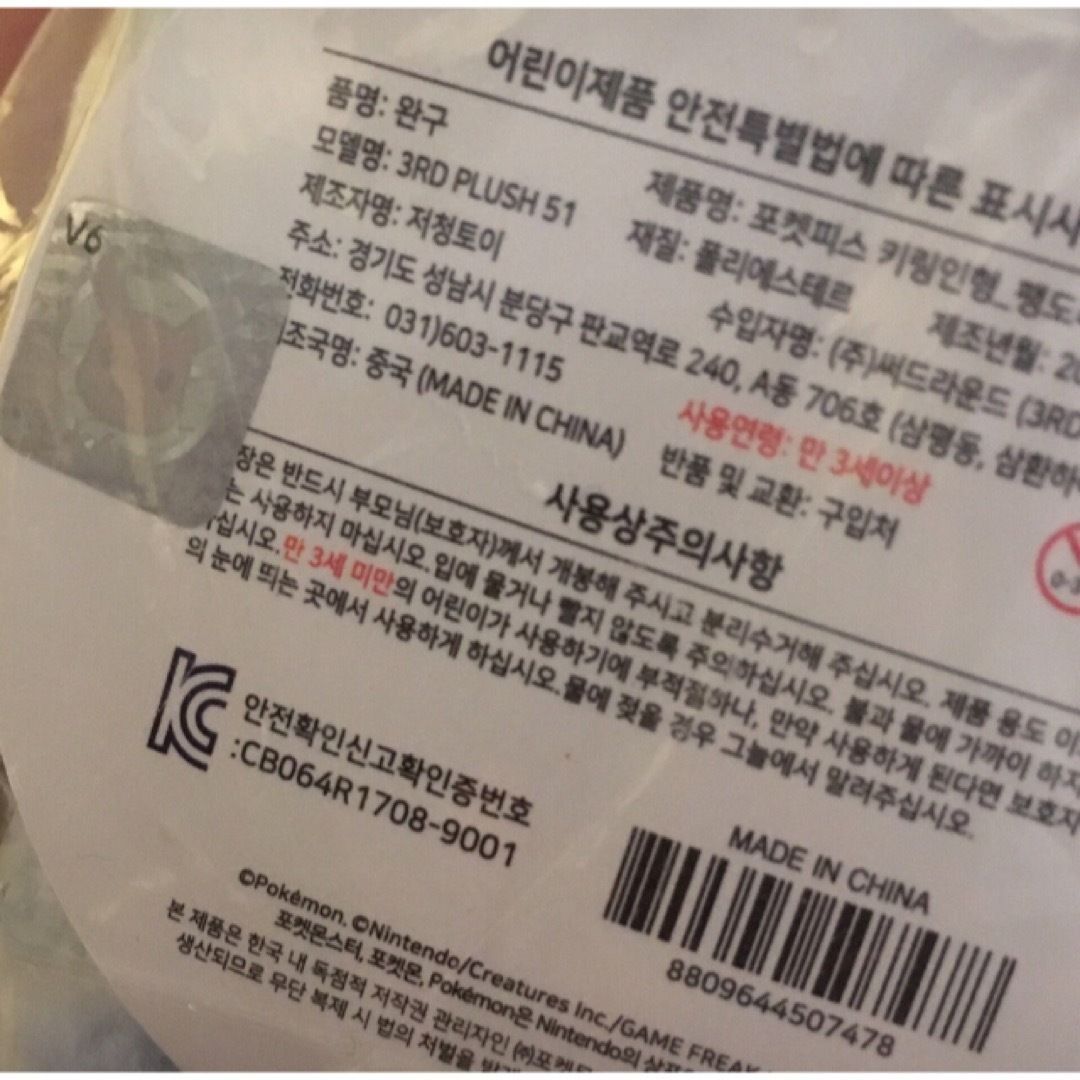 어린이제품 안전특별법에 따른 표시사
품명: 완구
제품명: 포켓피스 키링인형_팽도
모델명: 3RD PLUSH 51
재질: 폴리에스테르
제조년월: 20
제조자명: 저청토이
수입자명: (주)써드라운드 (3RD
주소: 경기도 성남시 분당구 판교역로 240, A동 706호 (삼평동, 삼환하
전화번호: 031)603-1115
사용연령: 만 3세이상
조국명: 중국 (MADE IN CHINA)
반품 및 교환: 구입처
사용상주의사항
장은 반드시 부모님(보호자)께서 개봉해 주시고 분리수거해 주십시오. 제품 용도 이
는 사용하지 마십시오.입에 물거나 빨지 않도록 주의하십시오. 불과 물에 가까이 하지
십시오.만 3세 미만의 어린이가 사용하기에 부적절하나, 만약 사용하게 된다면 보호자
의 눈에 띄는 곳에서 사용하게 하십시오.물에 젖을 경우 그늘에서 말려주십시오.
V6
0-3
KC
안전확인신고확인증번호
:CB064R1708-9001
MADE IN CHINA
8809644507478
©Pokémon. ©Nintendo/Creatures Inc./GAME FREAK
포켓몬스터, 포켓몬, Pokémon은 Nintendo의 상표
본 제품은 한국 내 독점적 저작권 관리자인 ㈜포켓몬
생산되므로 무단 복제 시 법의 처벌을 받